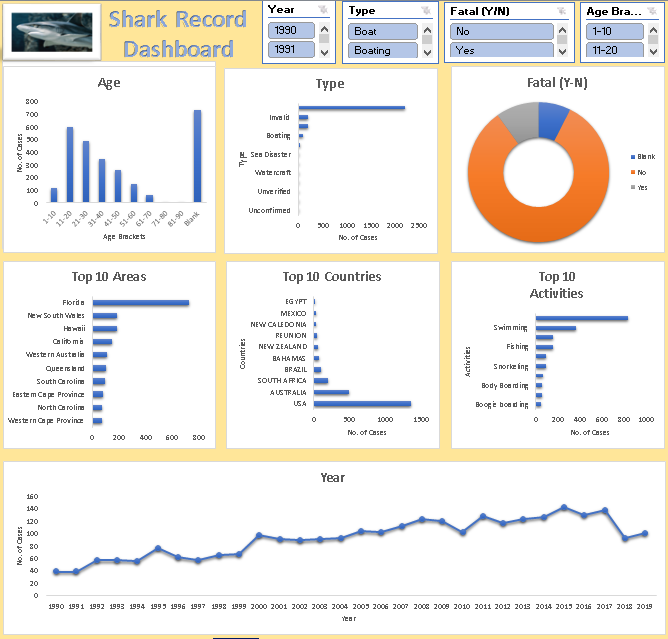 Shark Record
Dashboard
Year
1990
1991
Type
Boat
Boating
Fatal (Y/N)
No
Yes
Age Bra...
1-10
11-20
Age
No. of Cases
800
700
600
500
400
300
200
100
0
1-10
11-20
21-30
31-40
41-50
51-60
61-70
71-80
81-90
Blank
Age Brackets
Type
Type
Invalid
Boating
Sea Disaster
Watercraft
Unverified
Unconfirmed
0 500 1000 1500 2000 2500
No. of Cases
Fatal (Y-N)
Blank
No
Yes
Top 10 Areas
Florida
New South Wales
Hawaii
California
Western Australia
Queensland
South Carolina
Eastern Cape Province
North Carolina
Western Cape Province
0 200 400 600 800
Top 10 Countries
Countries
EGYPT
MEXICO
NEW CALEDONIA
REUNION
NEW ZEALAND
BAHAMAS
BRAZIL
SOUTH AFRICA
AUSTRALIA
USA
0 500 1000 1500
No. of Cases
Top 10
Activities
Activities
Swimming
Fishing
Snorkeling
Body Boarding
Boogie boarding
0 200 400 600 800 1000
No. of Cases
Year
No. of Cases
160
140
120
100
80
60
40
20
0
1990 1991 1992 1993 1994 1995 1996 1997 1998 1999 2000 2001 2002 2003 2004 2005 2006 2007 2008 2009 2010 2011 2012 2013 2014 2015 2016 2017 2018 2019
Year